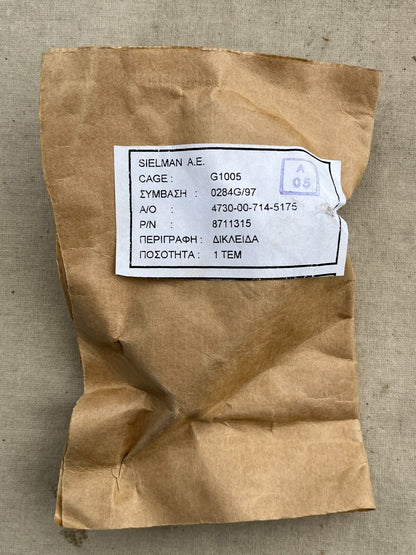 SIELMAN A.E.
CAGE : G1005
ΣΥΜΒΑΣΗ : 0284G/97
Α/Ο : 4730-00-714-5175
P/N : 8711315
ΠΕΡΙΓΡΑΦΗ : ΔΙΚΛΕΙΔΑ
ΠΟΣΟΤΗΤΑ : 1 ΤΕΜ
A
05